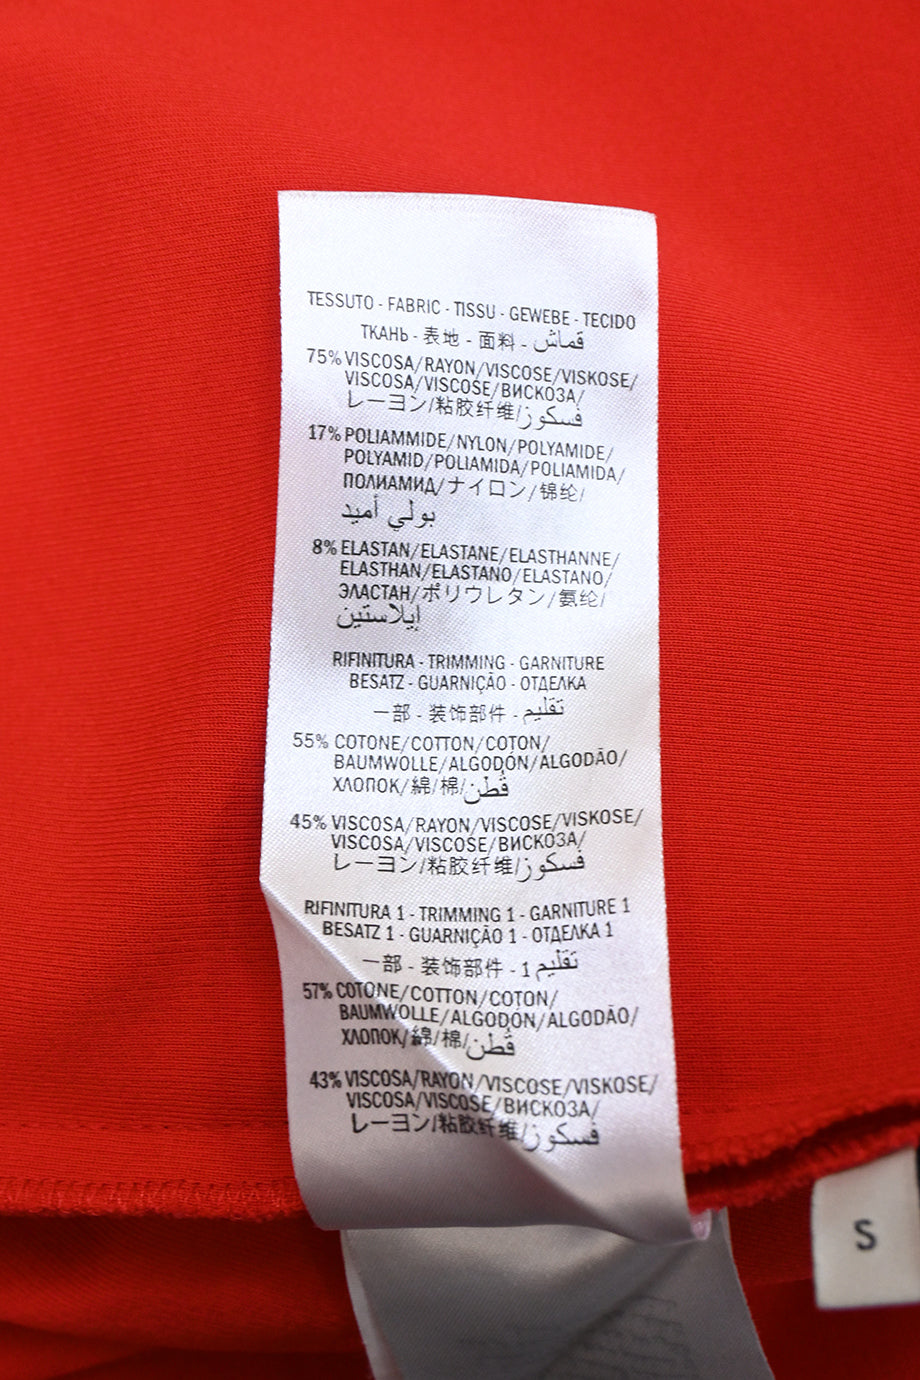 TESSUTO - FABRIC - TISSU - GEWEBE - TECIDO
ТКАНЬ - 表地 - 面料 - قماش
75% VISCOSA/RAYON/VISCOSE/VISKOSE/
VISCOSA/VISCOSE/ВИСКОЗА/
レーヨン/粘胶纤维/فسكوز
17% POLIAMMIDE/NYLON/POLYAMIDE/
POLYAMID/POLIAMIDA/POLIAMIDA/
ПОЛИАМИД/ナイロン/锦纶/
بولي أميد
8% ELASTAN/ELASTANE/ELASTHANNE/
ELASTHAN/ELASTANO/ELASTANO/
ЭЛАСТАН/ポリウレタン/氨纶/
إيلاستين
RIFINITURA - TRIMMING - GARNITURE
BESATZ - GUARNIÇÃO - ОТДЕЛКА
一部 - 装饰部件 - تقليم
55% COTONE/COTTON/COTON/
BAUMWOLLE/ALGODÓN/ALGODÃO/
ХЛОПОК/綿/棉/قُطن
45% VISCOSA/RAYON/VISCOSE/VISKOSE/
VISCOSA/VISCOSE/ВИСКОЗА/
レーヨン/粘胶纤维/فسكوز
RIFINITURA 1 - TRIMMING 1 - GARNITURE 1
BESATZ 1 - GUARNIÇÃO 1 - ОТДЕЛКА 1
一部 - 装饰部件 - 1 تقليم
57% COTONE/COTTON/COTON/
BAUMWOLLE/ALGODÓN/ALGODÃO/
ХЛОПОК/綿/棉/قُطن
43% VISCOSA/RAYON/VISCOSE/VISKOSE/
VISCOSA/VISCOSE/ВИСКОЗА/
レーヨン/粘胶纤维/فسكوز
S